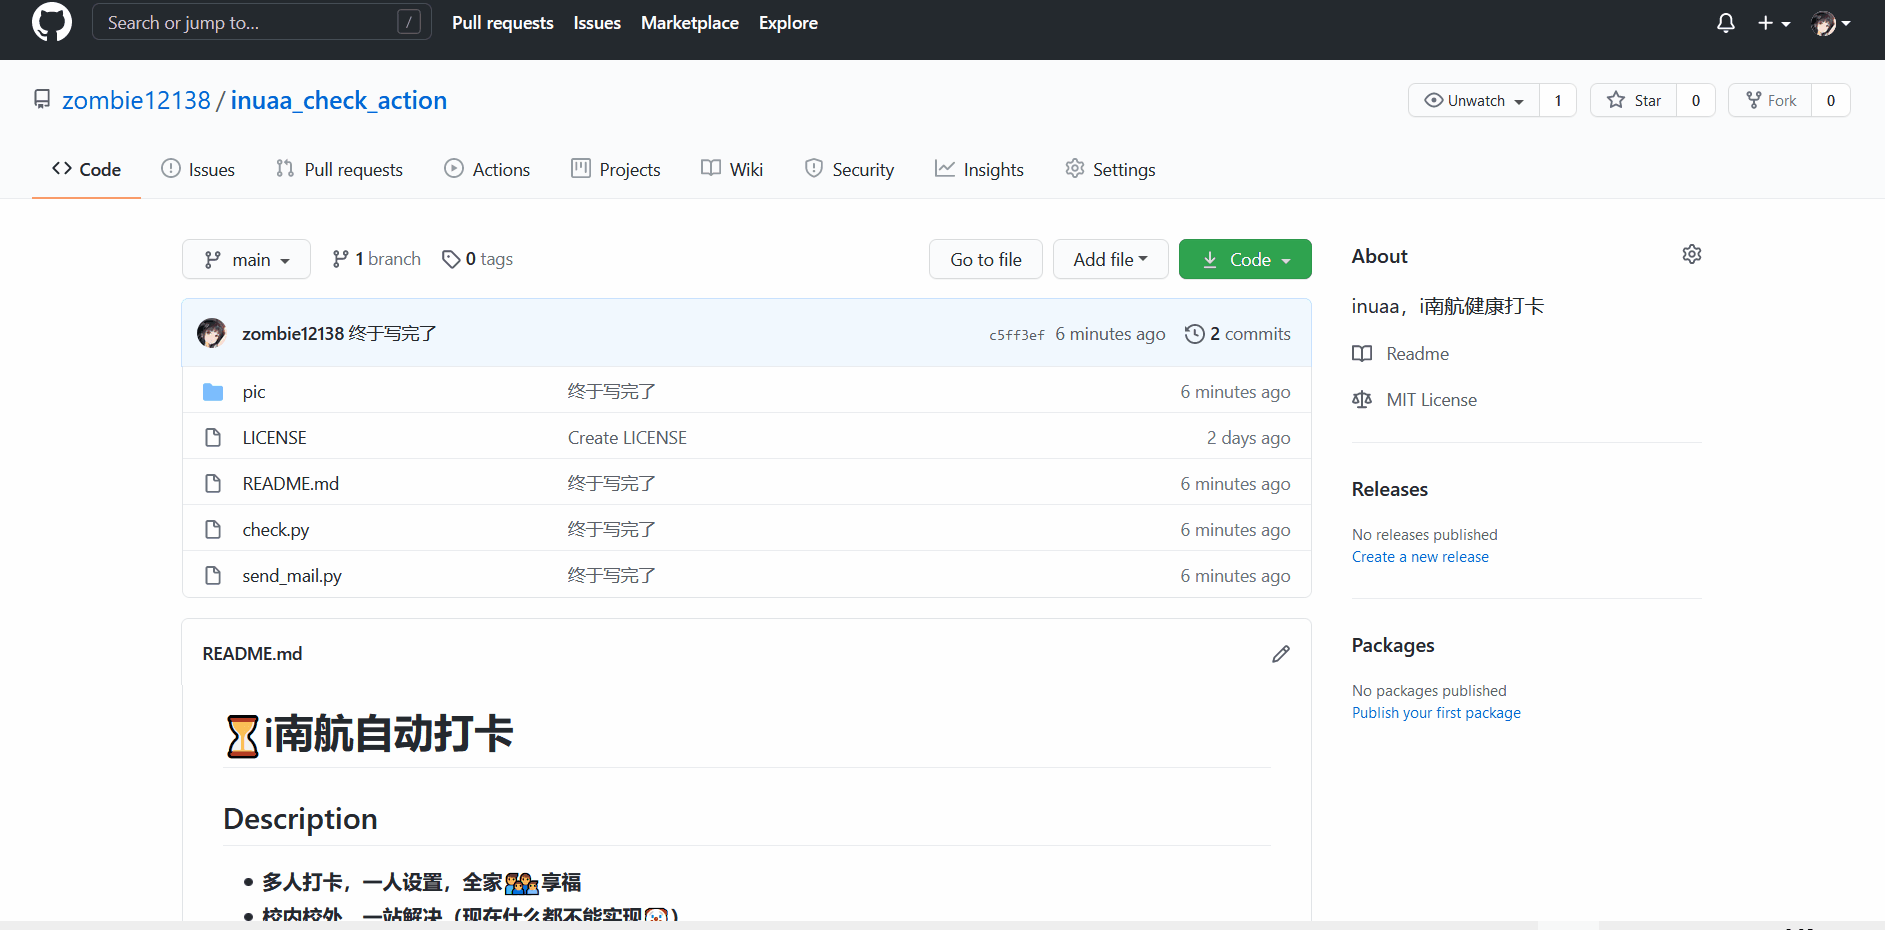 Search or jump to... / Pull requests Issues Marketplace Explore
zombie12138 / inuaa_check_action Unwatch 1 Star 0 Fork 0
Code Issues Pull requests Actions Projects Wiki Security Insights Settings
main 1 branch 0 tags Go to file Add file Code
zombie12138 终于写完了 c5ff3ef 6 minutes ago 2 commits
pic 终于写完了 6 minutes ago
LICENSE Create LICENSE 2 days ago
README.md 终于写完了 6 minutes ago
check.py 终于写完了 6 minutes ago
send_mail.py 终于写完了 6 minutes ago
README.md
⏳i南航自动打卡
Description
多人打卡，一人设置，全家👨‍👩‍👧‍👦享福
校内校外，一站解决（现在什么都不能实现🤡）
About
inuaa，i南航健康打卡
Readme
MIT License
Releases
No releases published
Create a new release
Packages
No packages published
Publish your first package